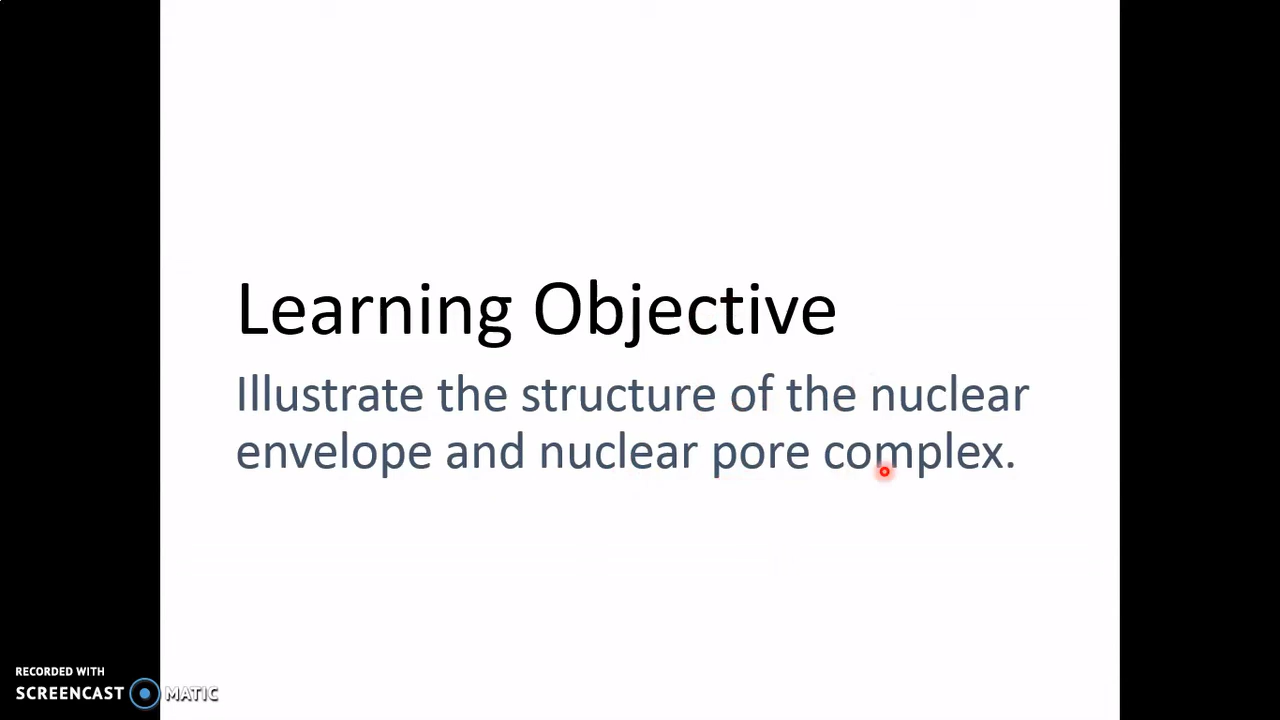 Learning Objective
Illustrate the structure of the nuclear
envelope and nuclear pore complex.
RECORDED WITH
SCREENCAST MATIC